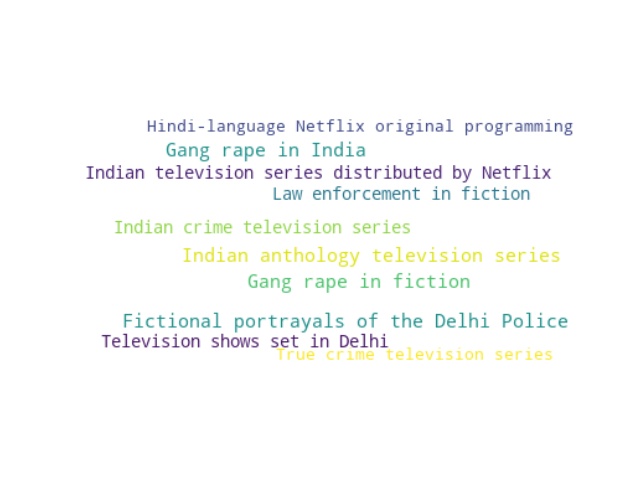 Hindi-language Netflix original programming
Gang rape in India
Indian television series distributed by Netflix
Law enforcement in fiction
Indian crime television series
Indian anthology television series
Gang rape in fiction
Fictional portrayals of the Delhi Police
Television shows set in Delhi
True crime television series